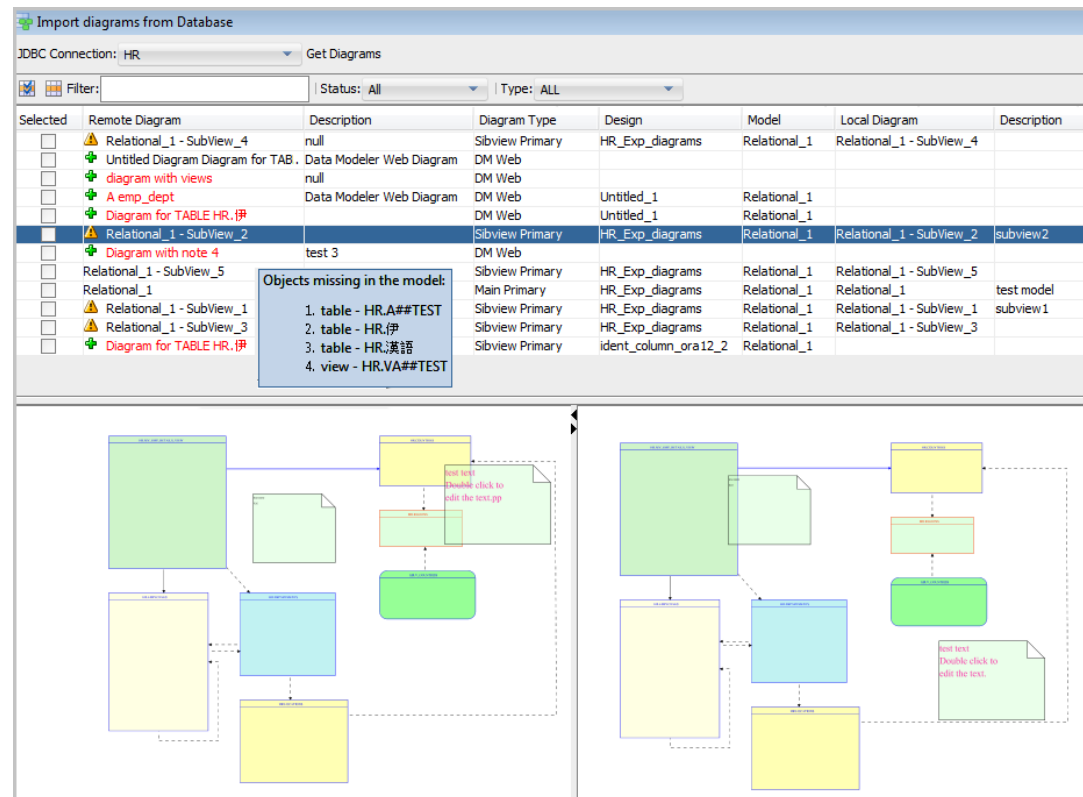 Import diagrams from Database
JDBC Connection: HR Get Diagrams
Filter: Status: All Type: ALL
Selected Remote Diagram Description Diagram Type Design Model Local Diagram Description
Relational_1 - SubView_4 null Sibview Primary HR_Exp_diagrams Relational_1 Relational_1 - SubView_4
Untitled Diagram Diagram for TAB . Data Modeler Web Diagram DM Web
diagram with views null DM Web
A emp_dept Data Modeler Web Diagram DM Web Untitled_1 Relational_1
Diagram for TABLE HR.伊 DM Web Untitled_1 Relational_1
Relational_1 - SubView_2 Sibview Primary HR_Exp_diagrams Relational_1 Relational_1 - SubView_2 subview2
Diagram with note 4 test 3 DM Web
Relational_1 - SubView_5 Sibview Primary HR_Exp_diagrams Relational_1 Relational_1 - SubView_5
Relational_1 Main Primary HR_Exp_diagrams Relational_1 Relational_1 test model
Relational_1 - SubView_1 Sibview Primary HR_Exp_diagrams Relational_1 Relational_1 - SubView_1 subview1
Relational_1 - SubView_3 Sibview Primary HR_Exp_diagrams Relational_1 Relational_1 - SubView_3
Diagram for TABLE HR.伊 Sibview Primary ident_column_ora12_2 Relational_1
Objects missing in the model:
1. table - HR.A##TEST
2. table - HR.伊
3. table - HR.漢語
4. view - HR.VA##TEST
test text
Double click to
edit the text.pp
test text
Double click to
edit the text.